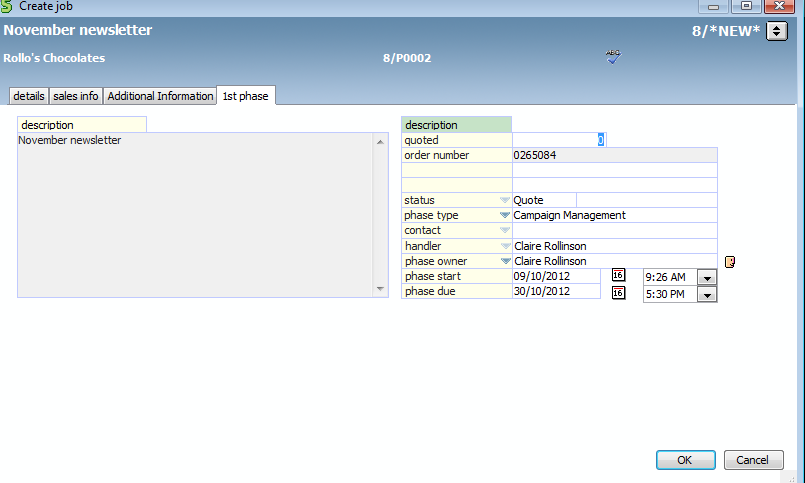 Create job
November newsletter 8/*NEW*
Rollo's Chocolates 8/P0002 ABC
details sales info Additional Information 1st phase
description
November newsletter
description
quoted 0
order number 0265084
status Quote
phase type Campaign Management
contact
handler Claire Rollinson
phase owner Claire Rollinson
phase start 09/10/2012 16 9:26 AM
phase due 30/10/2012 16 5:30 PM
OK Cancel